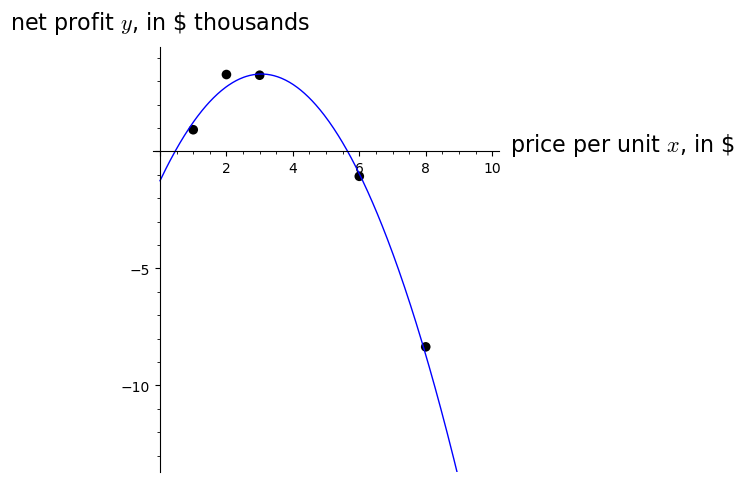 net profit y, in $ thousands
price per unit x, in $
2 4 6 8 10
−5
−10